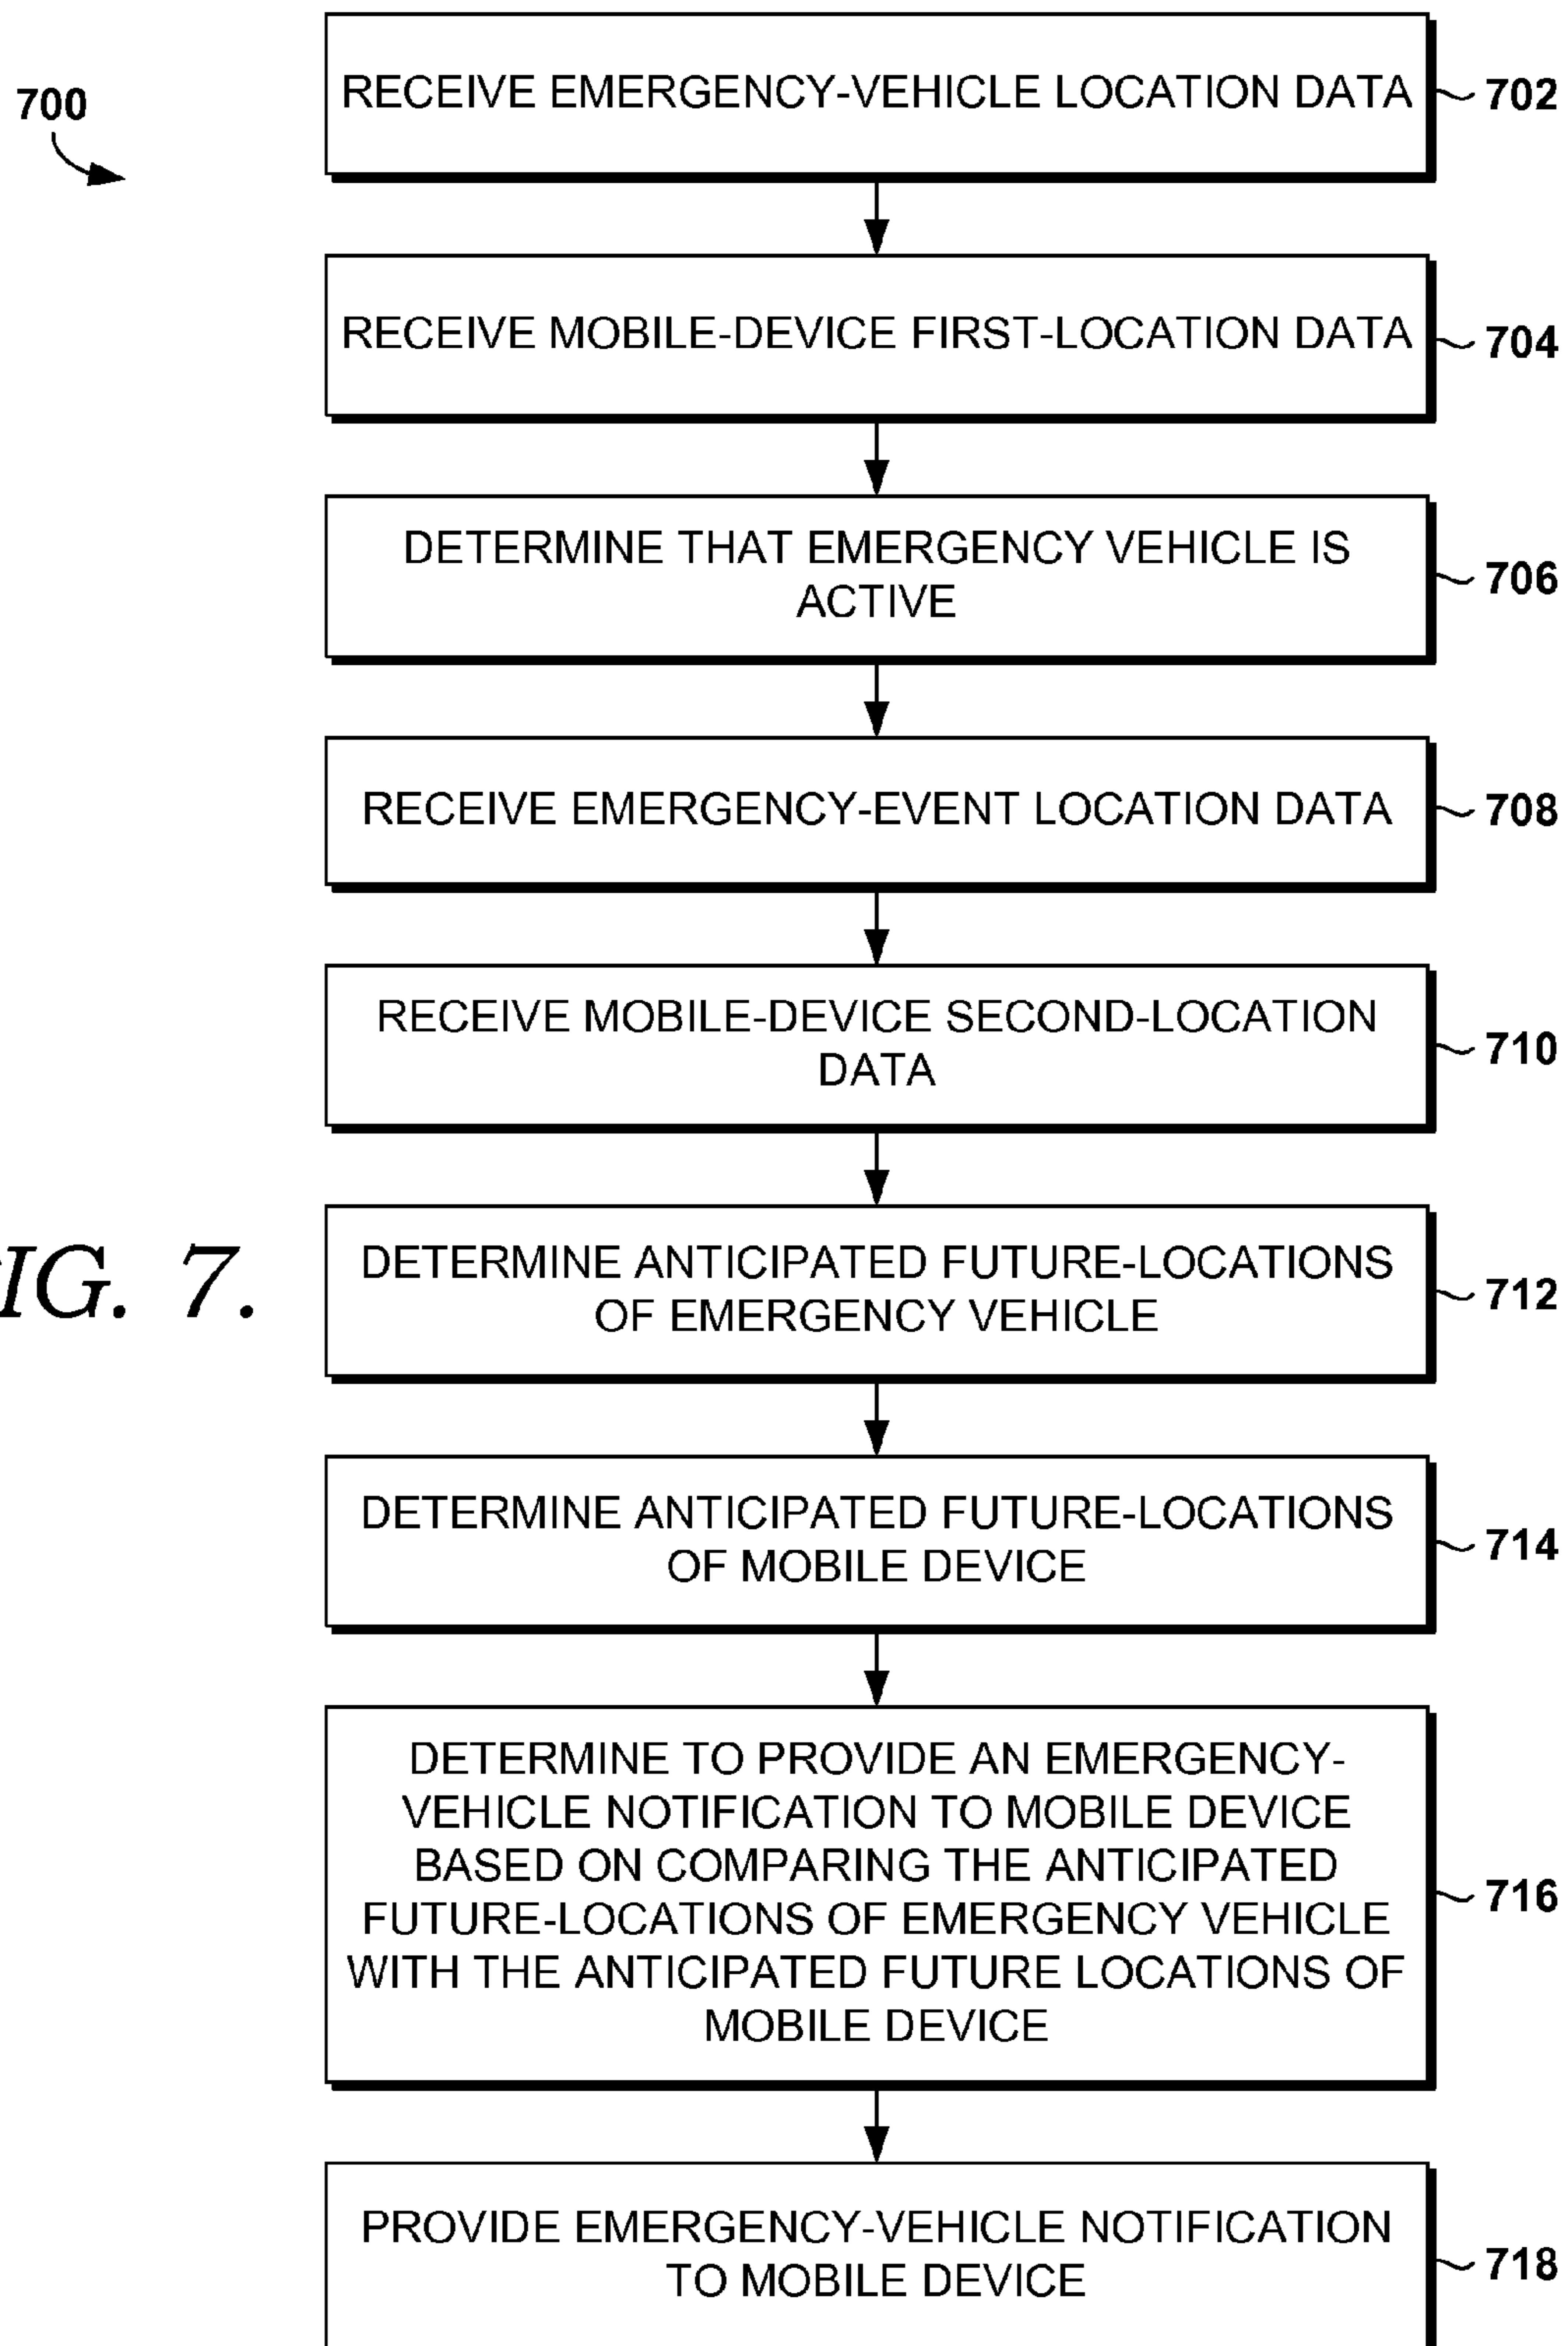 700
RECEIVE EMERGENCY-VEHICLE LOCATION DATA
702
RECEIVE MOBILE-DEVICE FIRST-LOCATION DATA
704
DETERMINE THAT EMERGENCY VEHICLE IS
ACTIVE
706
RECEIVE EMERGENCY-EVENT LOCATION DATA
708
RECEIVE MOBILE-DEVICE SECOND-LOCATION
DATA
710
IG. 7.
DETERMINE ANTICIPATED FUTURE-LOCATIONS
OF EMERGENCY VEHICLE
712
DETERMINE ANTICIPATED FUTURE-LOCATIONS
OF MOBILE DEVICE
714
DETERMINE TO PROVIDE AN EMERGENCY-
VEHICLE NOTIFICATION TO MOBILE DEVICE
BASED ON COMPARING THE ANTICIPATED
FUTURE-LOCATIONS OF EMERGENCY VEHICLE
WITH THE ANTICIPATED FUTURE LOCATIONS OF
MOBILE DEVICE
716
PROVIDE EMERGENCY-VEHICLE NOTIFICATION
TO MOBILE DEVICE
718